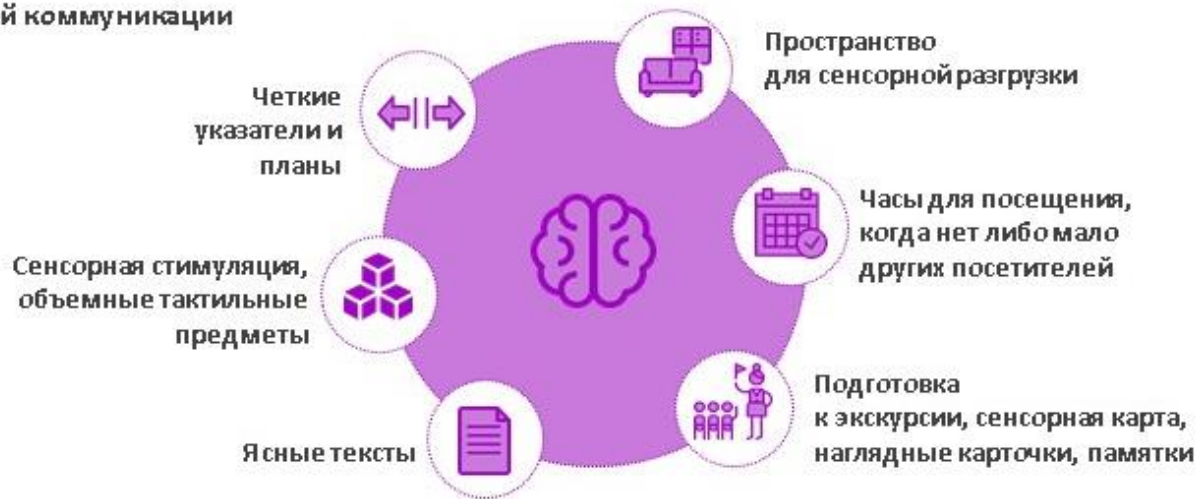 й коммуникации
Пространство
для сенсорной разгрузки
Четкие
указатели и
планы
Часы для посещения,
когда нет либо мало
других посетителей
Сенсорная стимуляция,
объемные тактильные
предметы
Подготовка
к экскурсии, сенсорная карта,
наглядные карточки, памятки
Ясные тексты